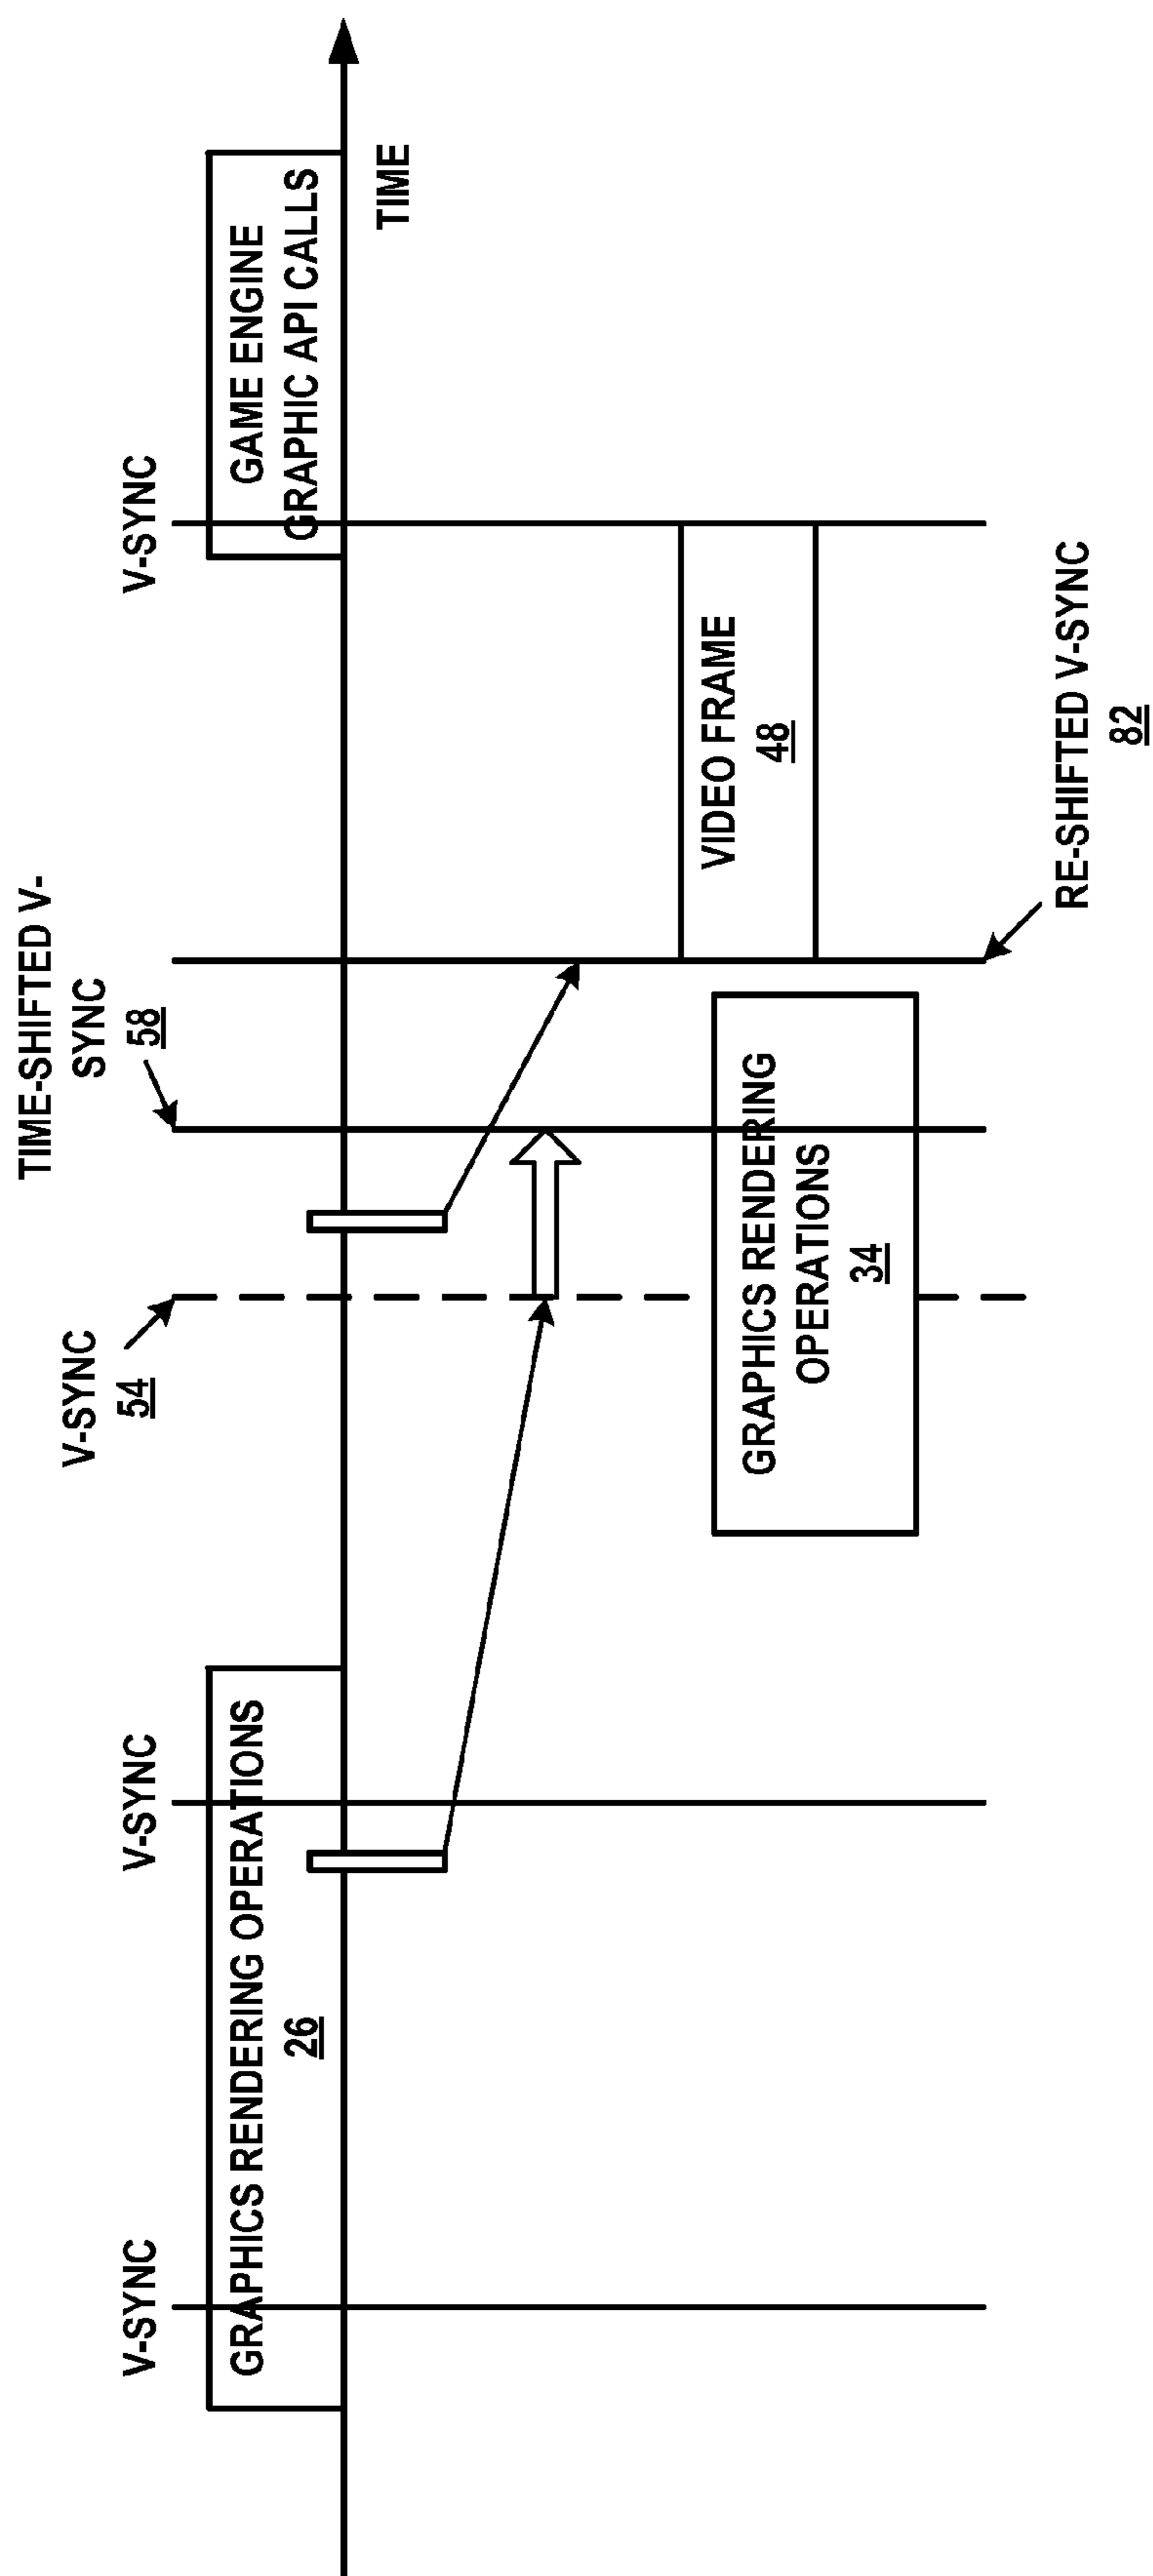 TIME-SHIFTED V-
SYNC
58
V-SYNC
54
V-SYNC
V-SYNC
V-SYNC
GRAPHICS RENDERING OPERATIONS
26
GAME ENGINE
GRAPHIC API CALLS
TIME
VIDEO FRAME
48
GRAPHICS RENDERING
OPERATIONS
34
RE-SHIFTED V-SYNC
82